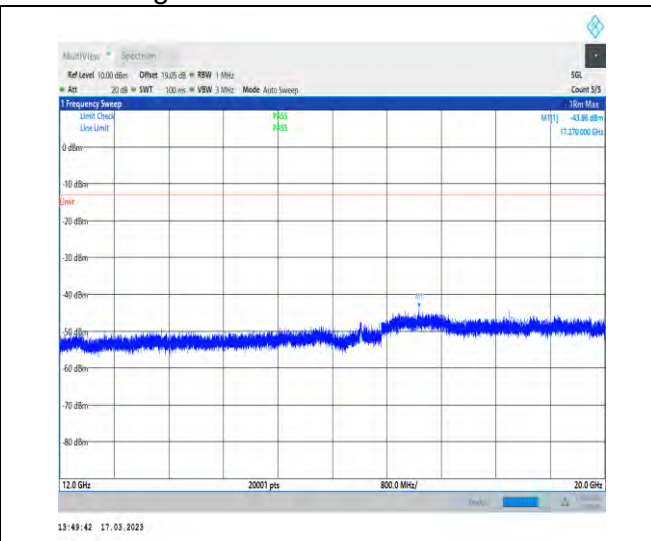 MultiView Spectrum
Ref Level 10.00 dBm Offset 19.05 dB RBW 1 MHz SGL
Att 20 dB SWT 100 ms VBW 3 MHz Mode Auto Sweep Count 5/5
1 Frequency Sweep 1Rm Max
Limit Check PASS M1[1] -43.86 dBm
Line Limit PASS 17.270 000 GHz
0 dBm
-10 dBm
Limit
-20 dBm
-30 dBm
-40 dBm
M1
-50 dBm
-60 dBm
-70 dBm
-80 dBm
12.0 GHz 20001 pts 800.0 MHz/ 20.0 GHz
13:49:42 17.03.2023